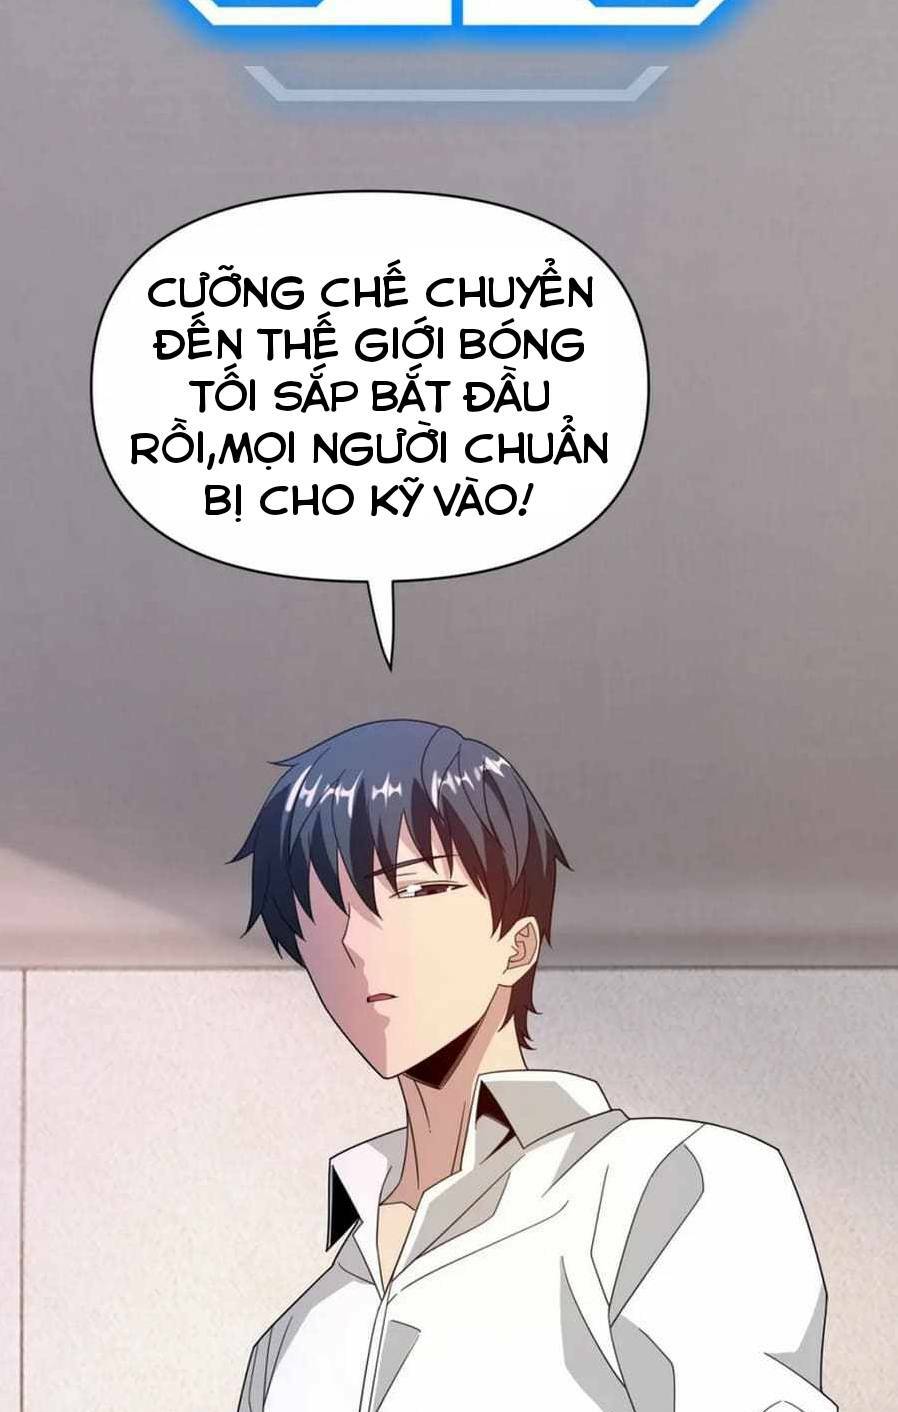 CƯỠNG CHẾ CHUYỂN
ĐẾN THẾ GIỚI BÓNG
TỐI SẮP BẮT ĐẦU
RỒI,MỌI NGƯỜI CHUẨN
BỊ CHO KỸ VÀO!